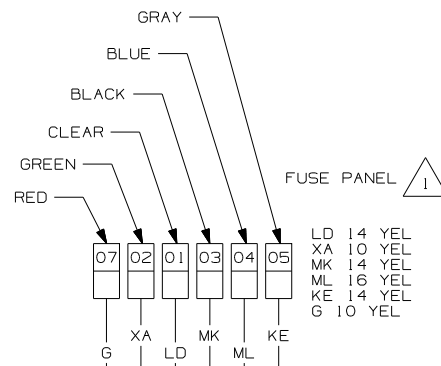 GRAY
BLUE
BLACK
CLEAR
GREEN
RED
FUSE PANEL 1
07 02 01 03 04 05
LD 14 YEL
XA 10 YEL
MK 14 YEL
ML 16 YEL
KE 14 YEL
G 10 YEL
XA MK KE
G LD ML